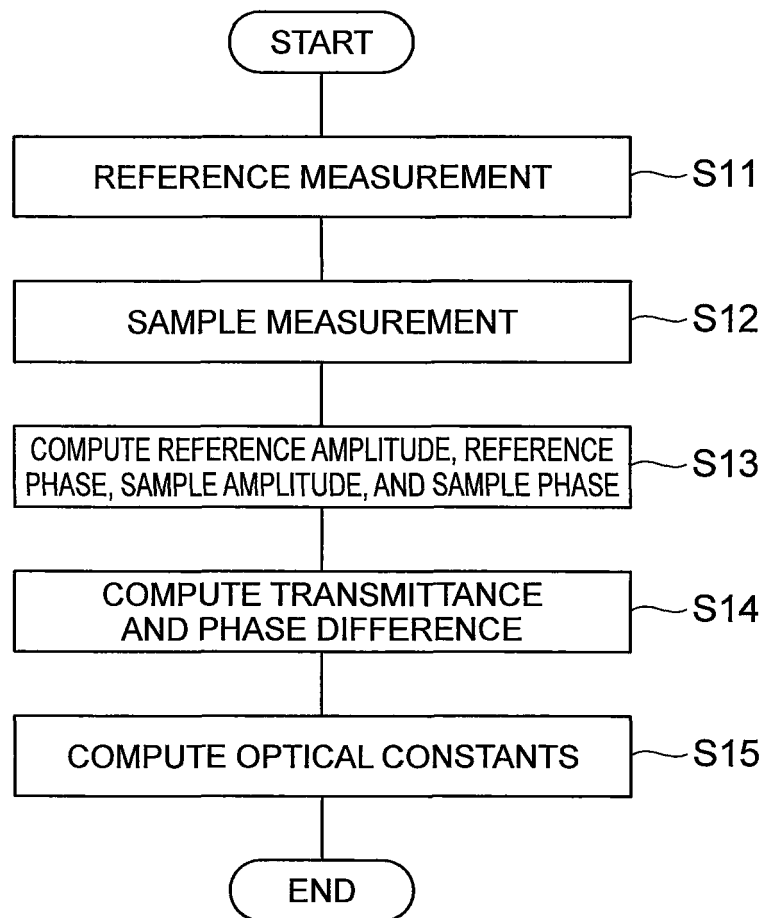 START
REFERENCE MEASUREMENT
S11
SAMPLE MEASUREMENT
S12
COMPUTE REFERENCE AMPLITUDE, REFERENCE
PHASE, SAMPLE AMPLITUDE, AND SAMPLE PHASE
S13
COMPUTE TRANSMITTANCE
AND PHASE DIFFERENCE
S14
COMPUTE OPTICAL CONSTANTS
S15
END